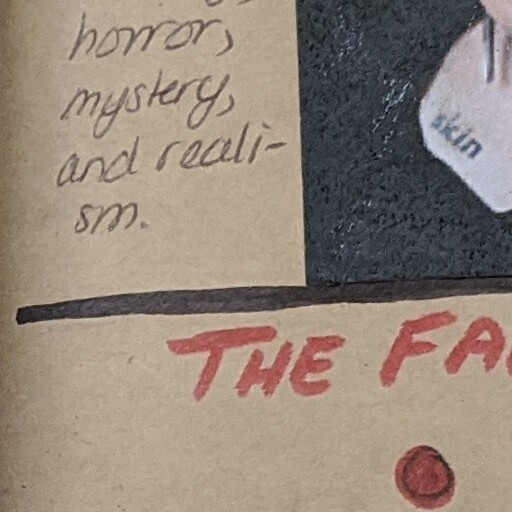 horror,
mystery,
and reali-
sm.
skin
THE